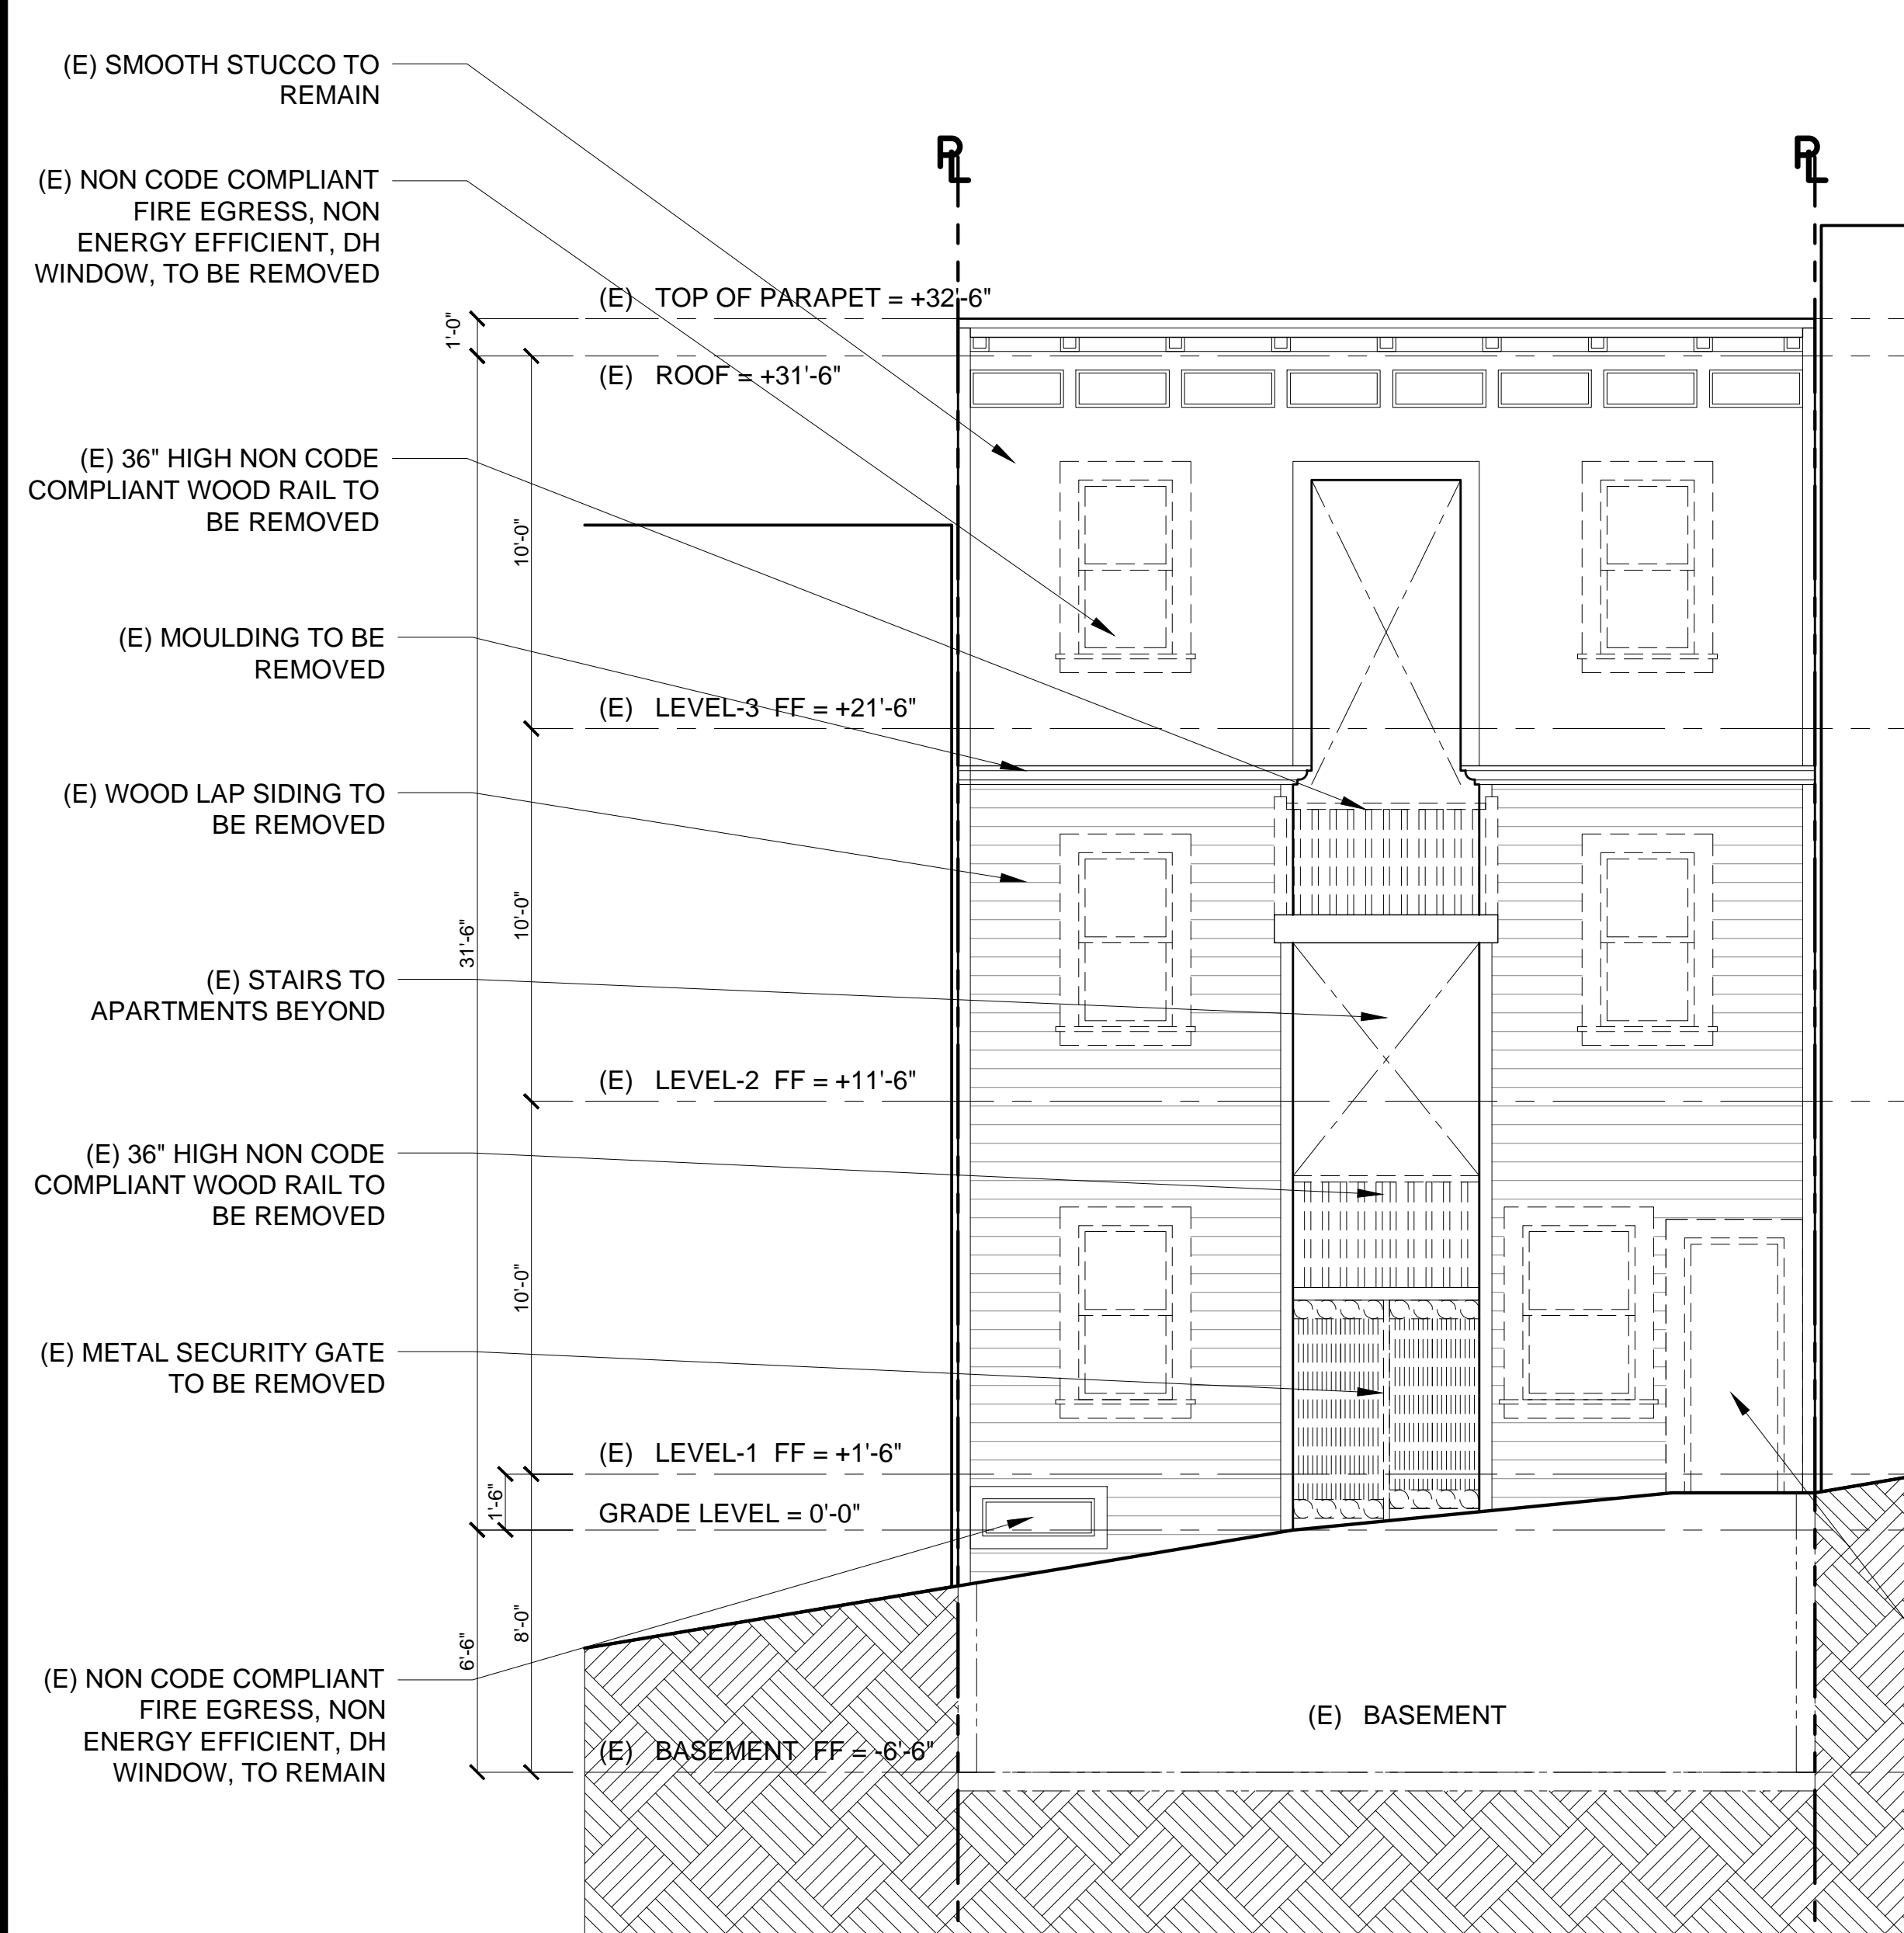 (E) SMOOTH STUCCO TO
REMAIN
(E) NON CODE COMPLIANT
FIRE EGRESS, NON
ENERGY EFFICIENT, DH
WINDOW, TO BE REMOVED
(E) 36" HIGH NON CODE
COMPLIANT WOOD RAIL TO
BE REMOVED
(E) MOULDING TO BE
REMOVED
(E) WOOD LAP SIDING TO
BE REMOVED
(E) STAIRS TO
APARTMENTS BEYOND
(E) 36" HIGH NON CODE
COMPLIANT WOOD RAIL TO
BE REMOVED
(E) METAL SECURITY GATE
TO BE REMOVED
(E) NON CODE COMPLIANT
FIRE EGRESS, NON
ENERGY EFFICIENT, DH
WINDOW, TO REMAIN
1'-0"
31'-6"
6'-6"
10'-0"
10'-0"
10'-0"
1'-6"
8'-0"
(E) TOP OF PARAPET = +32'-6"
(E) ROOF = +31'-6"
(E) LEVEL-3 FF = +21'-6"
(E) LEVEL-2 FF = +11'-6"
(E) LEVEL-1 FF = +1'-6"
GRADE LEVEL = 0'-0"
(E) BASEMENT FF = -6'-6"
PL
PL
(E) BASEMENT